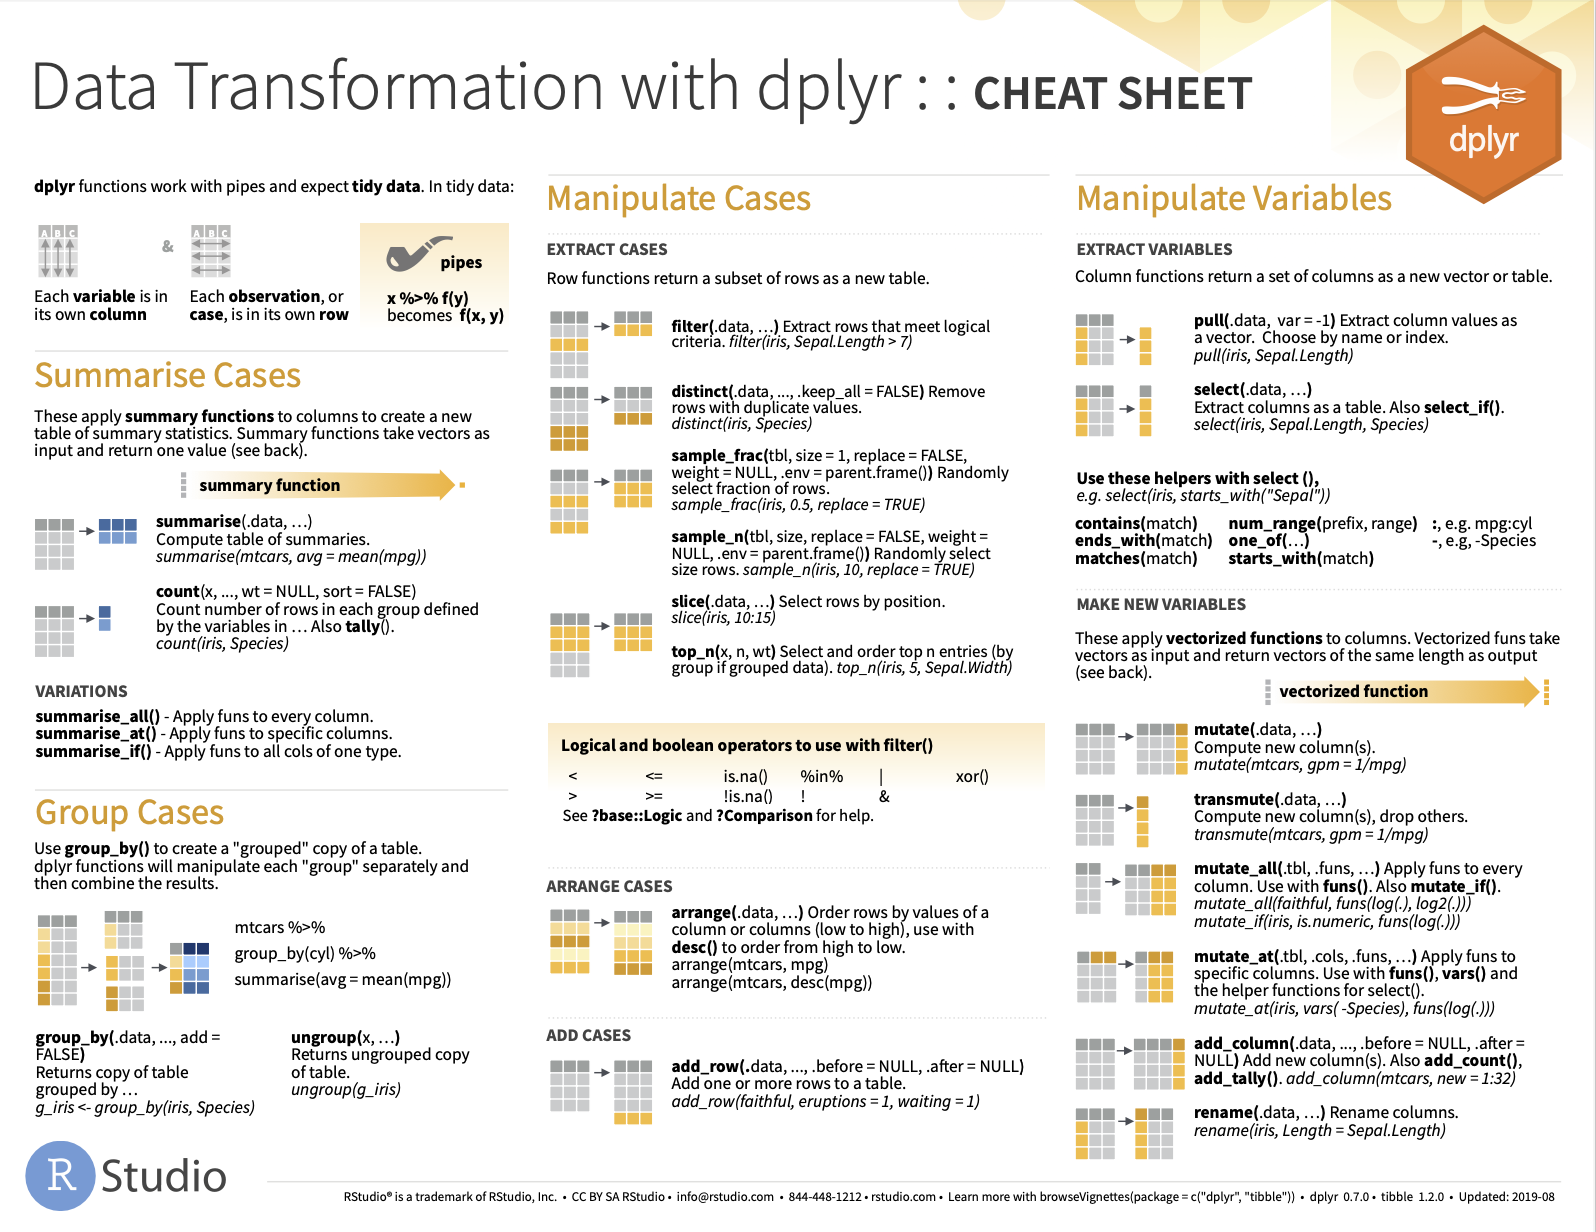 Data Transformation with dplyr : : CHEAT SHEET
dplyr
dplyr functions work with pipes and expect tidy data. In tidy data:
A B C
&
A B C
pipes
Each variable is in
its own column
Each observation, or
case, is in its own row
x %>% f(y)
becomes f(x, y)
Summarise Cases
These apply summary functions to columns to create a new
table of summary statistics. Summary functions take vectors as
input and return one value (see back).
summary function
summarise(.data, …)
Compute table of summaries.
summarise(mtcars, avg = mean(mpg))
count(x, ..., wt = NULL, sort = FALSE)
Count number of rows in each group defined
by the variables in … Also tally().
count(iris, Species)
VARIATIONS
summarise_all() - Apply funs to every column.
summarise_at() - Apply funs to specific columns.
summarise_if() - Apply funs to all cols of one type.
Group Cases
Use group_by() to create a "grouped" copy of a table.
dplyr functions will manipulate each "group" separately and
then combine the results.
mtcars %>%
group_by(cyl) %>%
summarise(avg = mean(mpg))
group_by(.data, ..., add =
FALSE)
Returns copy of table
grouped by …
g_iris <- group_by(iris, Species)
ungroup(x, …)
Returns ungrouped copy
of table.
ungroup(g_iris)
Manipulate Cases
EXTRACT CASES
Row functions return a subset of rows as a new table.
filter(.data, …) Extract rows that meet logical
criteria. filter(iris, Sepal.Length > 7)
distinct(.data, ..., .keep_all = FALSE) Remove
rows with duplicate values.
distinct(iris, Species)
sample_frac(tbl, size = 1, replace = FALSE,
weight = NULL, .env = parent.frame()) Randomly
select fraction of rows.
sample_frac(iris, 0.5, replace = TRUE)
sample_n(tbl, size, replace = FALSE, weight =
NULL, .env = parent.frame()) Randomly select
size rows. sample_n(iris, 10, replace = TRUE)
slice(.data, …) Select rows by position.
slice(iris, 10:15)
top_n(x, n, wt) Select and order top n entries (by
group if grouped data). top_n(iris, 5, Sepal.Width)
Logical and boolean operators to use with filter()
< <= is.na() %in% | xor()
> >= !is.na() ! &
See ?base::Logic and ?Comparison for help.
ARRANGE CASES
arrange(.data, …) Order rows by values of a
column or columns (low to high), use with
desc() to order from high to low.
arrange(mtcars, mpg)
arrange(mtcars, desc(mpg))
ADD CASES
add_row(.data, ..., .before = NULL, .after = NULL)
Add one or more rows to a table.
add_row(faithful, eruptions = 1, waiting = 1)
Manipulate Variables
EXTRACT VARIABLES
Column functions return a set of columns as a new vector or table.
pull(.data, var = -1) Extract column values as
a vector. Choose by name or index.
pull(iris, Sepal.Length)
select(.data, …)
Extract columns as a table. Also select_if().
select(iris, Sepal.Length, Species)
Use these helpers with select (),
e.g. select(iris, starts_with("Sepal"))
contains(match) num_range(prefix, range) :, e.g. mpg:cyl
ends_with(match) one_of(…) -, e.g, -Species
matches(match) starts_with(match)
MAKE NEW VARIABLES
These apply vectorized functions to columns. Vectorized funs take
vectors as input and return vectors of the same length as output
(see back).
vectorized function
mutate(.data, …)
Compute new column(s).
mutate(mtcars, gpm = 1/mpg)
transmute(.data, …)
Compute new column(s), drop others.
transmute(mtcars, gpm = 1/mpg)
mutate_all(.tbl, .funs, …) Apply funs to every
column. Use with funs(). Also mutate_if().
mutate_all(faithful, funs(log(.), log2(.)))
mutate_if(iris, is.numeric, funs(log(.)))
mutate_at(.tbl, .cols, .funs, …) Apply funs to
specific columns. Use with funs(), vars() and
the helper functions for select().
mutate_at(iris, vars( -Species), funs(log(.)))
add_column(.data, ..., .before = NULL, .after =
NULL) Add new column(s). Also add_count(),
add_tally(). add_column(mtcars, new = 1:32)
rename(.data, …) Rename columns.
rename(iris, Length = Sepal.Length)
R Studio
RStudio® is a trademark of RStudio, Inc. • CC BY SA RStudio • info@rstudio.com • 844-448-1212 • rstudio.com • Learn more with browseVignettes(package = c("dplyr", "tibble")) • dplyr 0.7.0 • tibble 1.2.0 • Updated: 2019-08